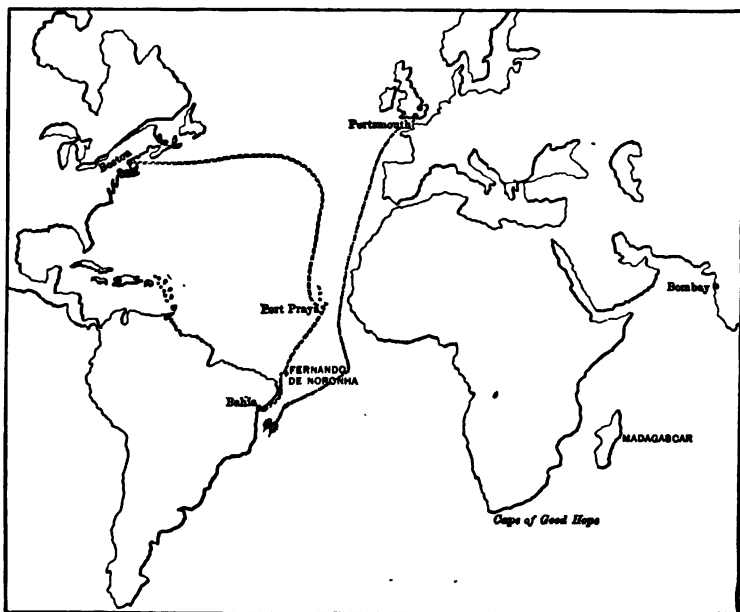 Portsmouth
Boston
Bombay
Port Praya
FERNANDO
DE NORONHA
Bahia
MADAGASCAR
Cape of Good Hope